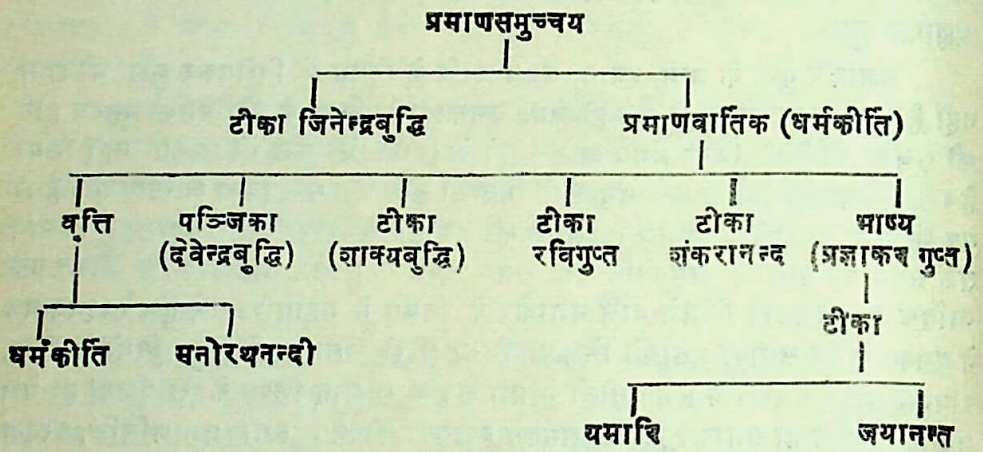 प्रमाणसमुच्चय
टीका जिनेन्द्रबुद्धि प्रमाणवार्तिक (धर्मकीर्ति)
वृत्ति पञ्जिका टीका टीका टीका भाष्य
(देवेन्द्रबुद्धि) (शाक्यबुद्धि) रविगुप्त शंकरानन्द (प्रज्ञाकर गुप्त)
टीका
धर्मकीर्ति मनोरथनन्दी
यमारि जयानन्त